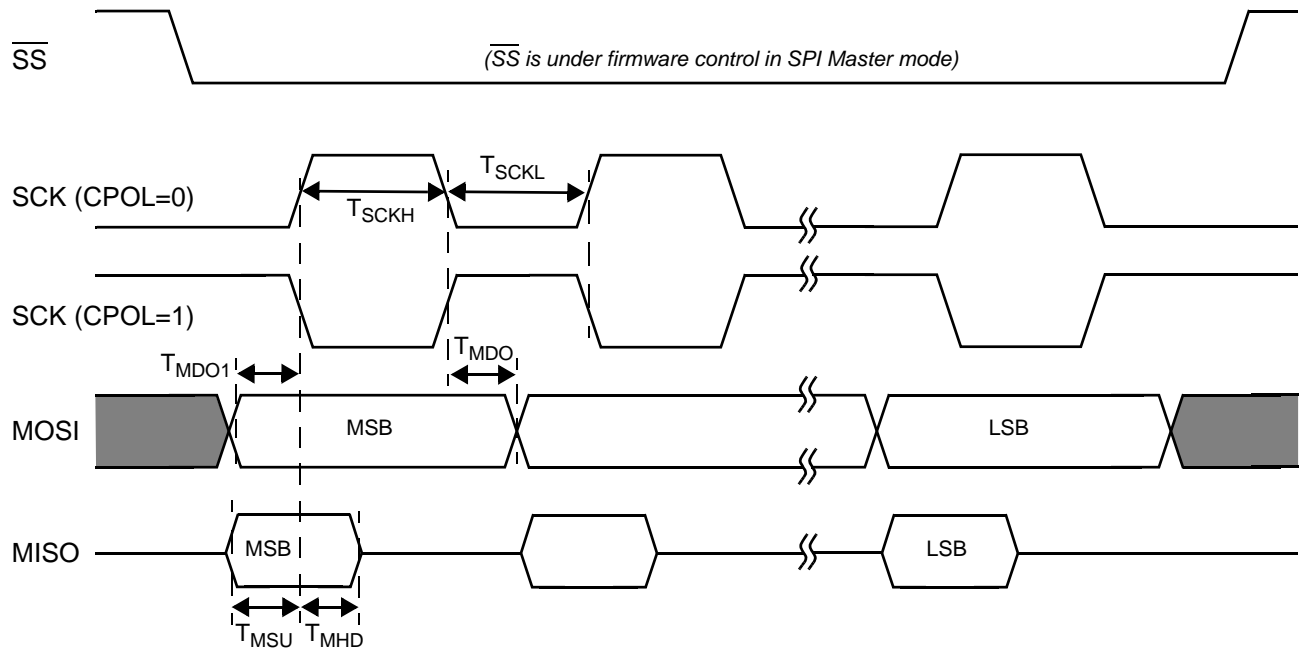 SS
(SS is under firmware control in SPI Master mode)
SCK (CPOL=0)
TSCKH
TSCKL
SCK (CPOL=1)
TMDO1
TMDO
MOSI
MSB
LSB
MISO
MSB
LSB
TMSU
TMHD